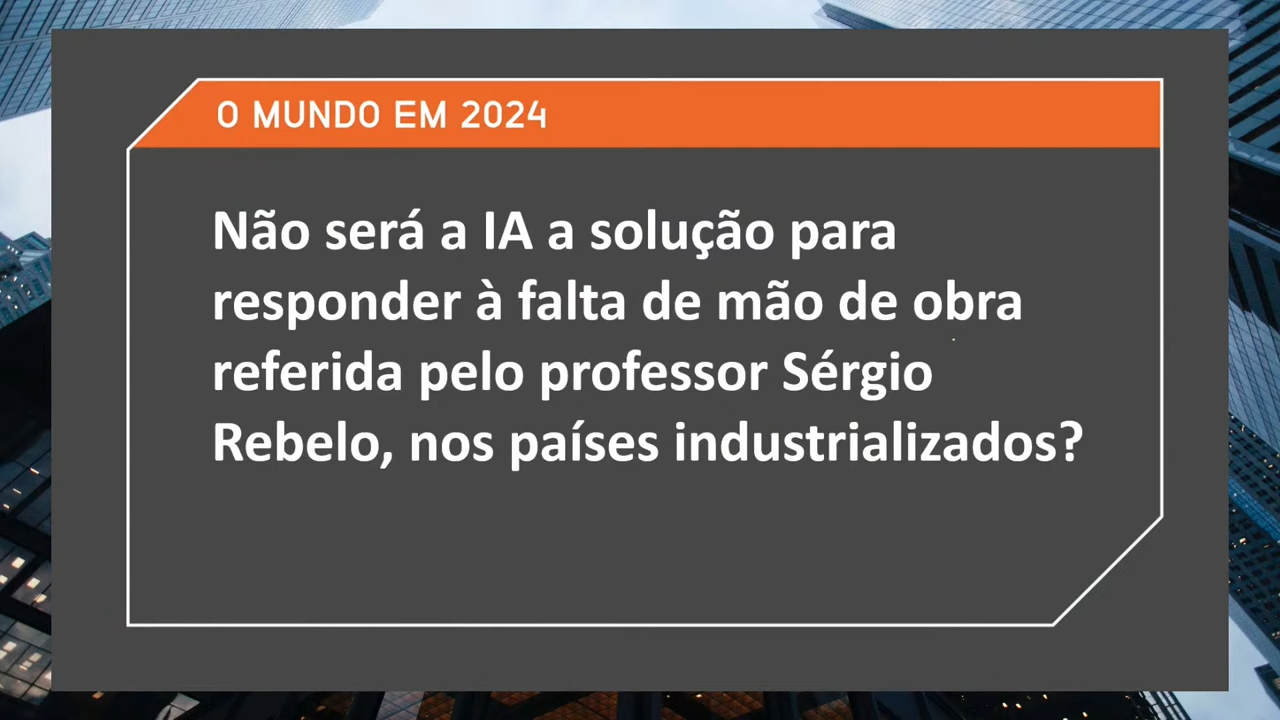 O MUNDO EM 2024
Não será a IA a solução para
responder à falta de mão de obra
referida pelo professor Sérgio
Rebelo, nos países industrializados?